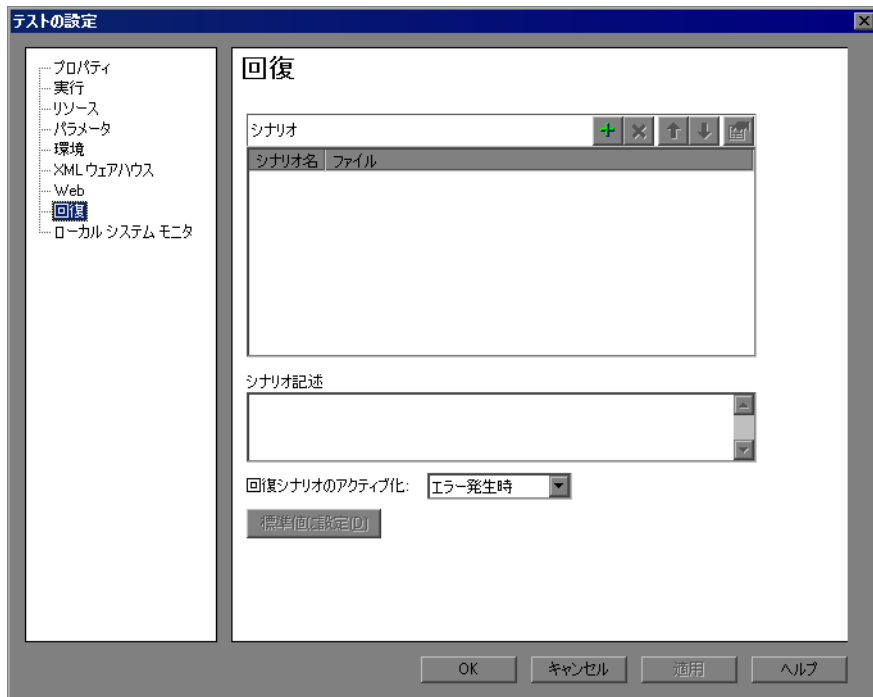 テストの設定
プロパティ
実行
リソース
パラメータ
環境
XML ウェアハウス
Web
回復
ローカル システム モニタ
回復
シナリオ
シナリオ名 ファイル
シナリオ記述
回復シナリオのアクティブ化: エラー発生時
標準値に設定(D)
OK キャンセル 適用 ヘルプ